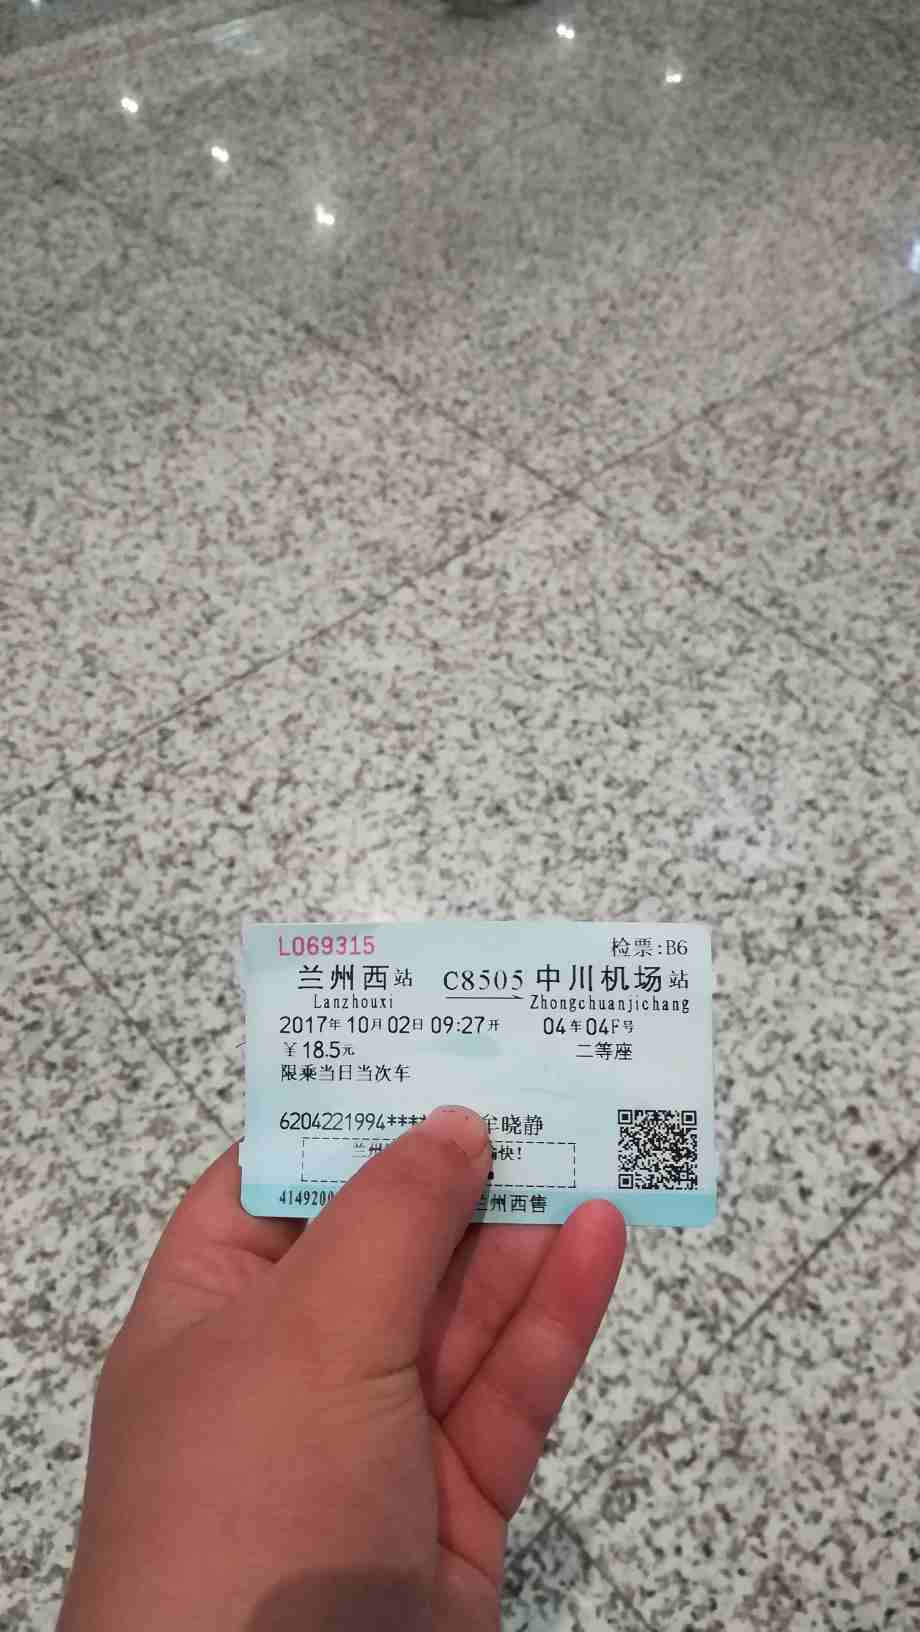 L069315 检票:B6
兰州西站 C8505 中川机场站
Lanzhouxi Zhongchuanjichang
2017年10月02日09:27开 04车04F号
￥18.5元 二等座
限乘当日当次车
6204221994**** 牟晓静
兰州 愉快!
4149200 兰州西售